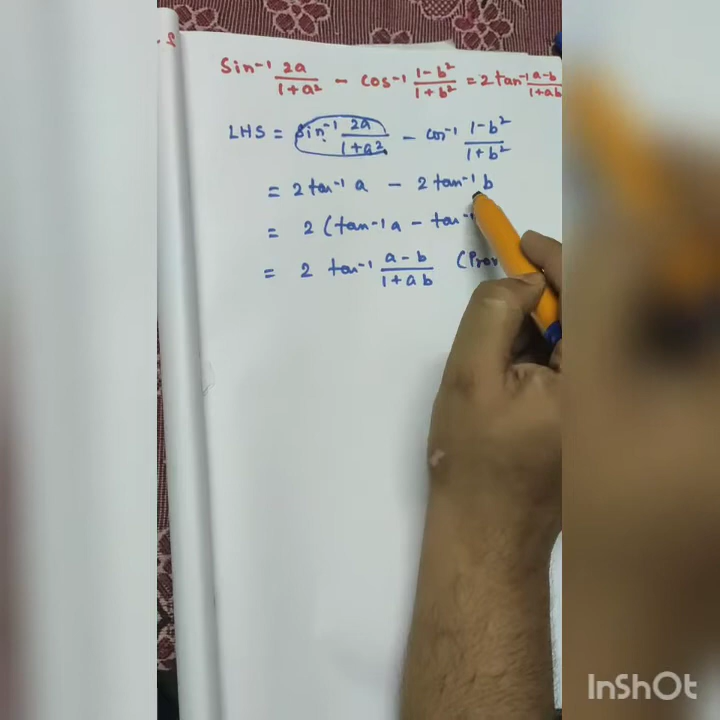 Sin⁻¹ 2a/(1+a²) - cos⁻¹ (1-b²)/(1+b²) = 2 tan⁻¹ (a-b)/(1+ab)
LHS = Sin⁻¹ 2a/(1+a²) - cos⁻¹ (1-b²)/(1+b²)
= 2 tan⁻¹ a - 2 tan⁻¹ b
= 2 (tan⁻¹ a - tan⁻¹
= 2 tan⁻¹ (a-b)/(1+ab)
InShOt